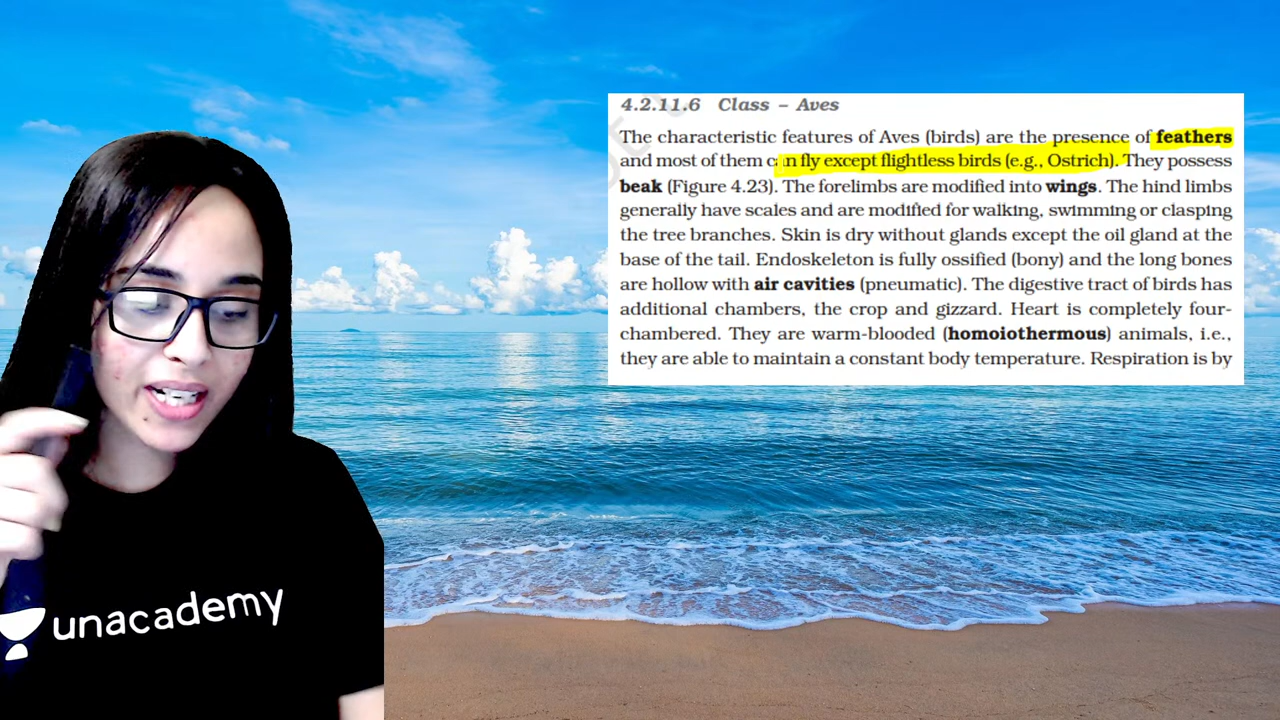 4.2.11.6 Class – Aves
The characteristic features of Aves (birds) are the presence of feathers
and most of them can fly except flightless birds (e.g., Ostrich). They possess
beak (Figure 4.23). The forelimbs are modified into wings. The hind limbs
generally have scales and are modified for walking, swimming or clasping
the tree branches. Skin is dry without glands except the oil gland at the
base of the tail. Endoskeleton is fully ossified (bony) and the long bones
are hollow with air cavities (pneumatic). The digestive tract of birds has
additional chambers, the crop and gizzard. Heart is completely four-
chambered. They are warm-blooded (homoiothermous) animals, i.e.,
they are able to maintain a constant body temperature. Respiration is by
unacademy